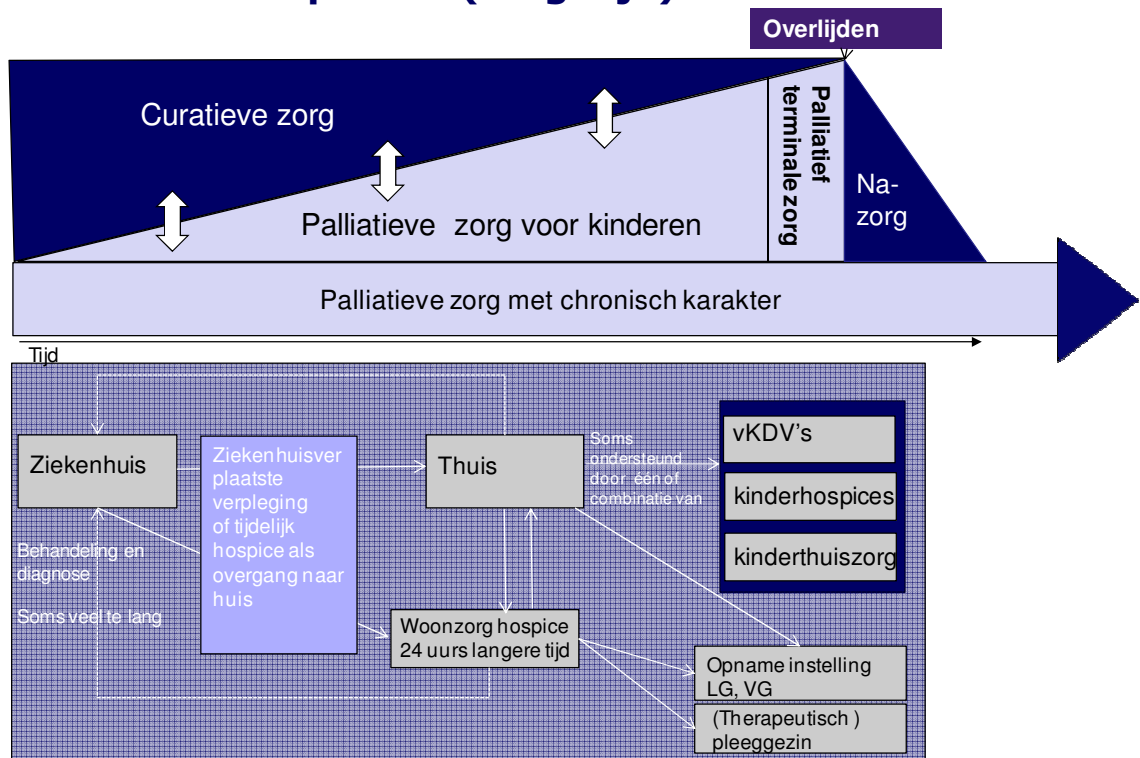 Overlijden
Curatieve zorg
Palliatief
terminale zorg
Na-
zorg
Palliatieve zorg voor kinderen
Palliatieve zorg met chronisch karakter
Tijd
Ziekenhuis
Ziekenhuisver
plaatste
verpleging
of tijdelijk
hospice als
overgang naar
huis
Thuis
Soms
ondersteund
door één of
combinatie van
vKDV's
kinderhospices
kinderthuiszorg
Behandeling en
diagnose
Soms veel te lang
Woonzorg hospice
24 uurs langere tijd
Opname instelling
LG, VG
(Therapeutisch )
pleeggezin